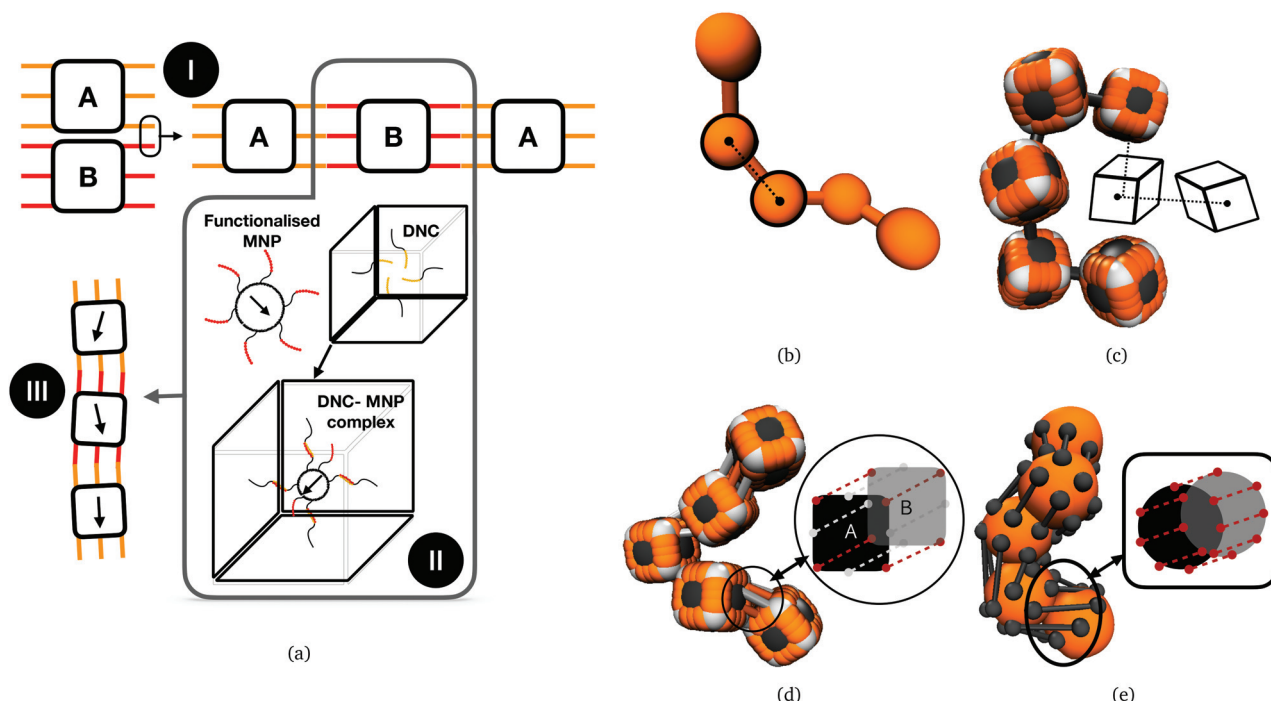 I
A
B
A
B
A
Functionalised
MNP
DNC
DNC- MNP
complex
II
III
(a)
(b)
(c)
A
B
(d)
(e)